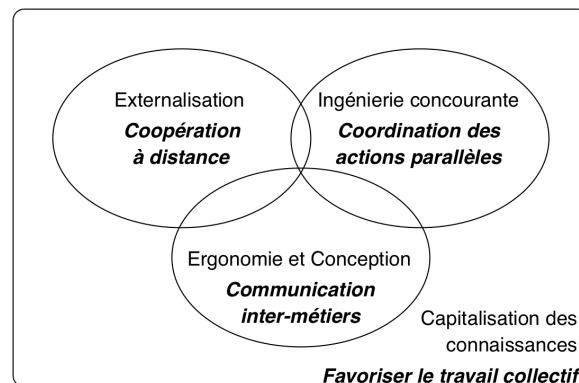 Externalisation
Coopération
à distance
Ingénierie concourante
Coordination des
actions parallèles
Ergonomie et Conception
Communication
inter-métiers
Capitalisation des
connaissances
Favoriser le travail collectif